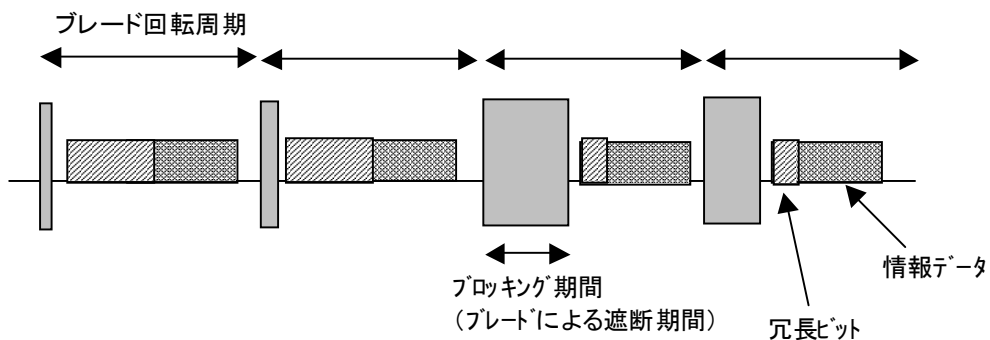 ブレード回転周期
ブロッキング期間
（ブレードによる遮断期間）
情報データ
冗長ビット